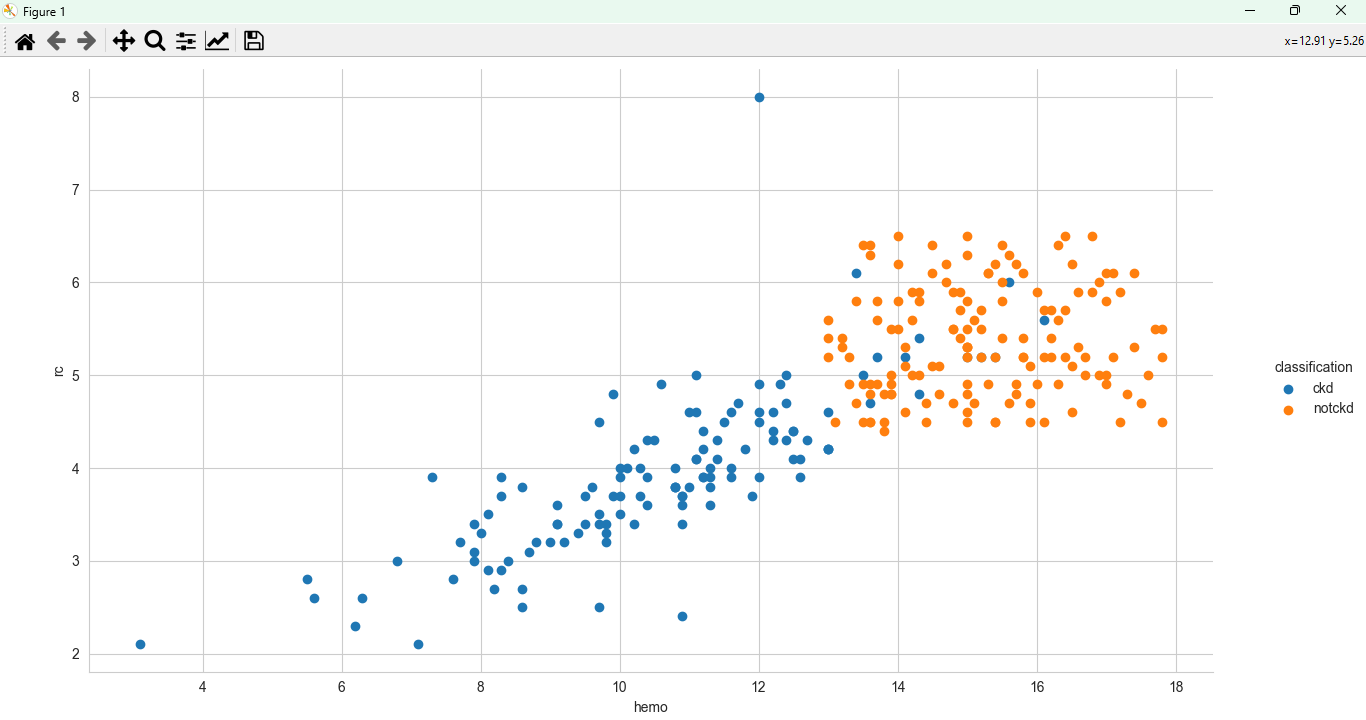 Figure 1
x=12.91 y=5.26
8
7
6
5
4
3
2
rc
4 6 8 10 12 14 16 18
hemo
classification
ckd
notckd